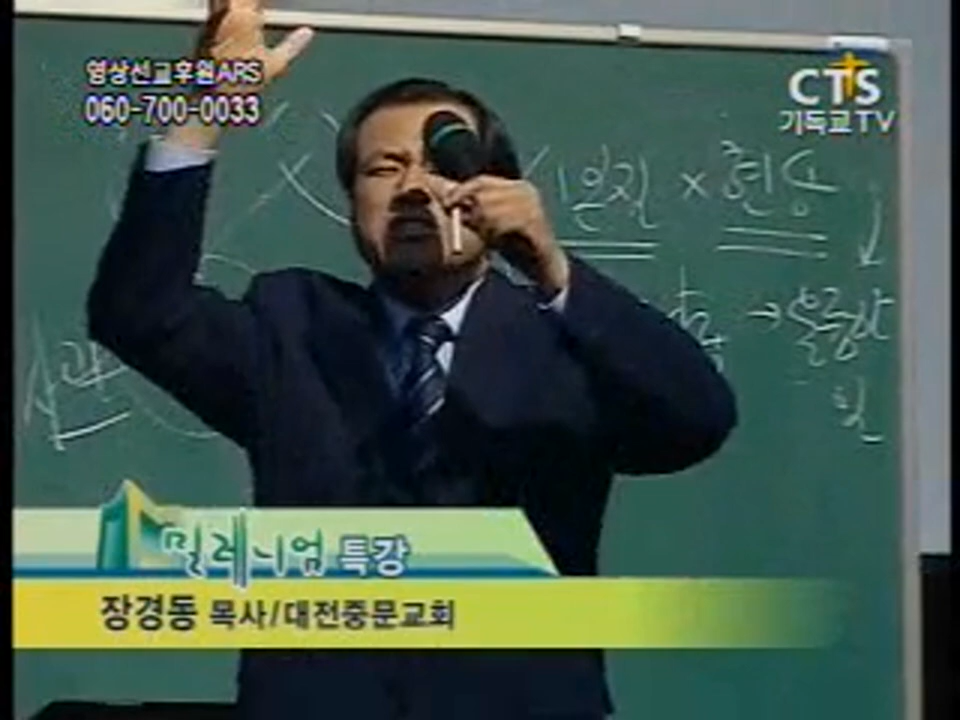 영상선교후원ARS
060-700-0033
CTS
기독교TV
본질 × 현상
→
밀레니엄 특강
장경동 목사/대전중문교회